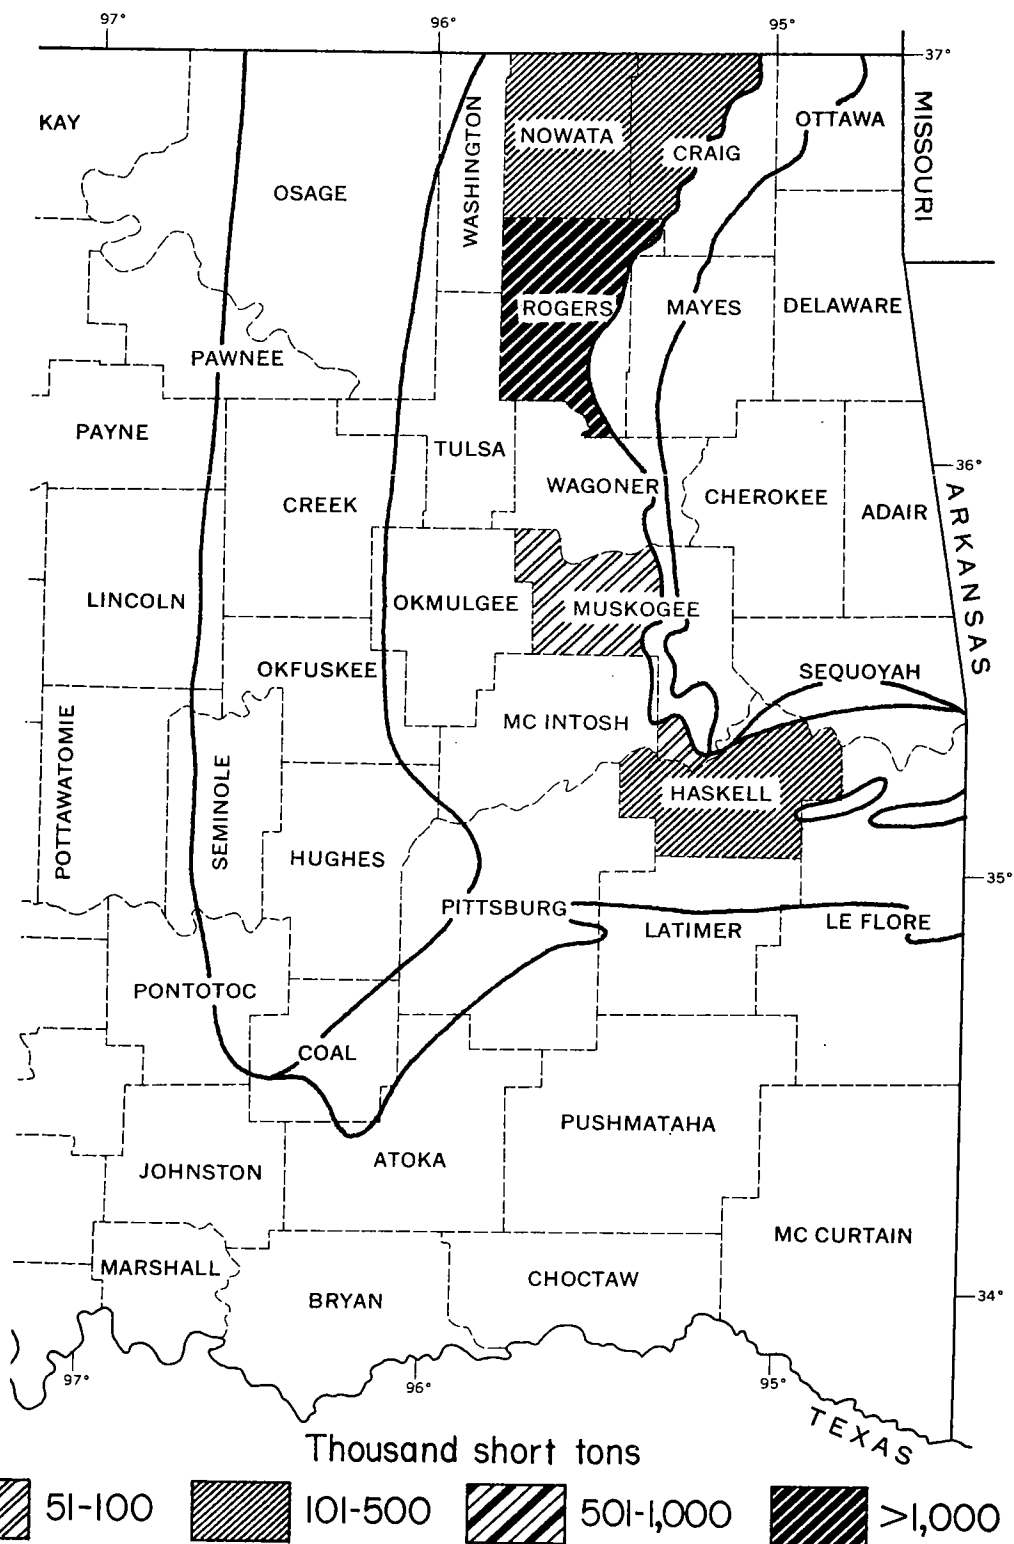 97° 96° 95°
37°
KAY
OTTAWA
MISSOURI
NOWATA
CRAIG
WASHINGTON
OSAGE
ROGERS
MAYES
DELAWARE
PAWNEE
PAYNE
TULSA
36°
WAGONER
CHEROKEE
CREEK
ADAIR
ARKANSAS
LINCOLN
OKMULGEE
MUSKOGEE
OKFUSKEE
SEQUOYAH
MC INTOSH
POTTAWATOMIE
SEMINOLE
HASKELL
HUGHES
35°
PITTSBURG
LATIMER
LE FLORE
PONTOTOC
COAL
PUSHMATAHA
ATOKA
JOHNSTON
MC CURTAIN
MARSHALL
CHOCTAW
BRYAN
34°
97° 96° 95°
TEXAS
Thousand short tons
51-100 101-500 501-1,000 >1,000